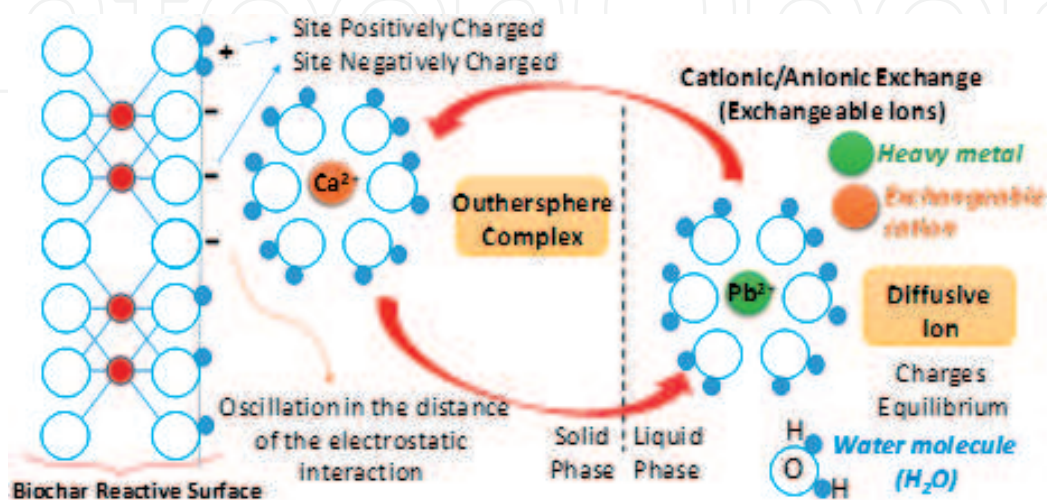 Site Positively Charged
Site Negatively Charged
+
-
-
-
Ca²⁺
Outhersphere
Complex
Cationic/Anionic Exchange
(Exchangeable Ions)
Heavy metal
Exchangeable
cation
Pb²⁺
Diffusive
Ion
Charges
Equilibrium
Oscillation in the distance
of the electrostatic
interaction
Solid
Phase
Liquid
Phase
H
O
H
Water molecule
(H₂O)
Biochar Reactive Surface